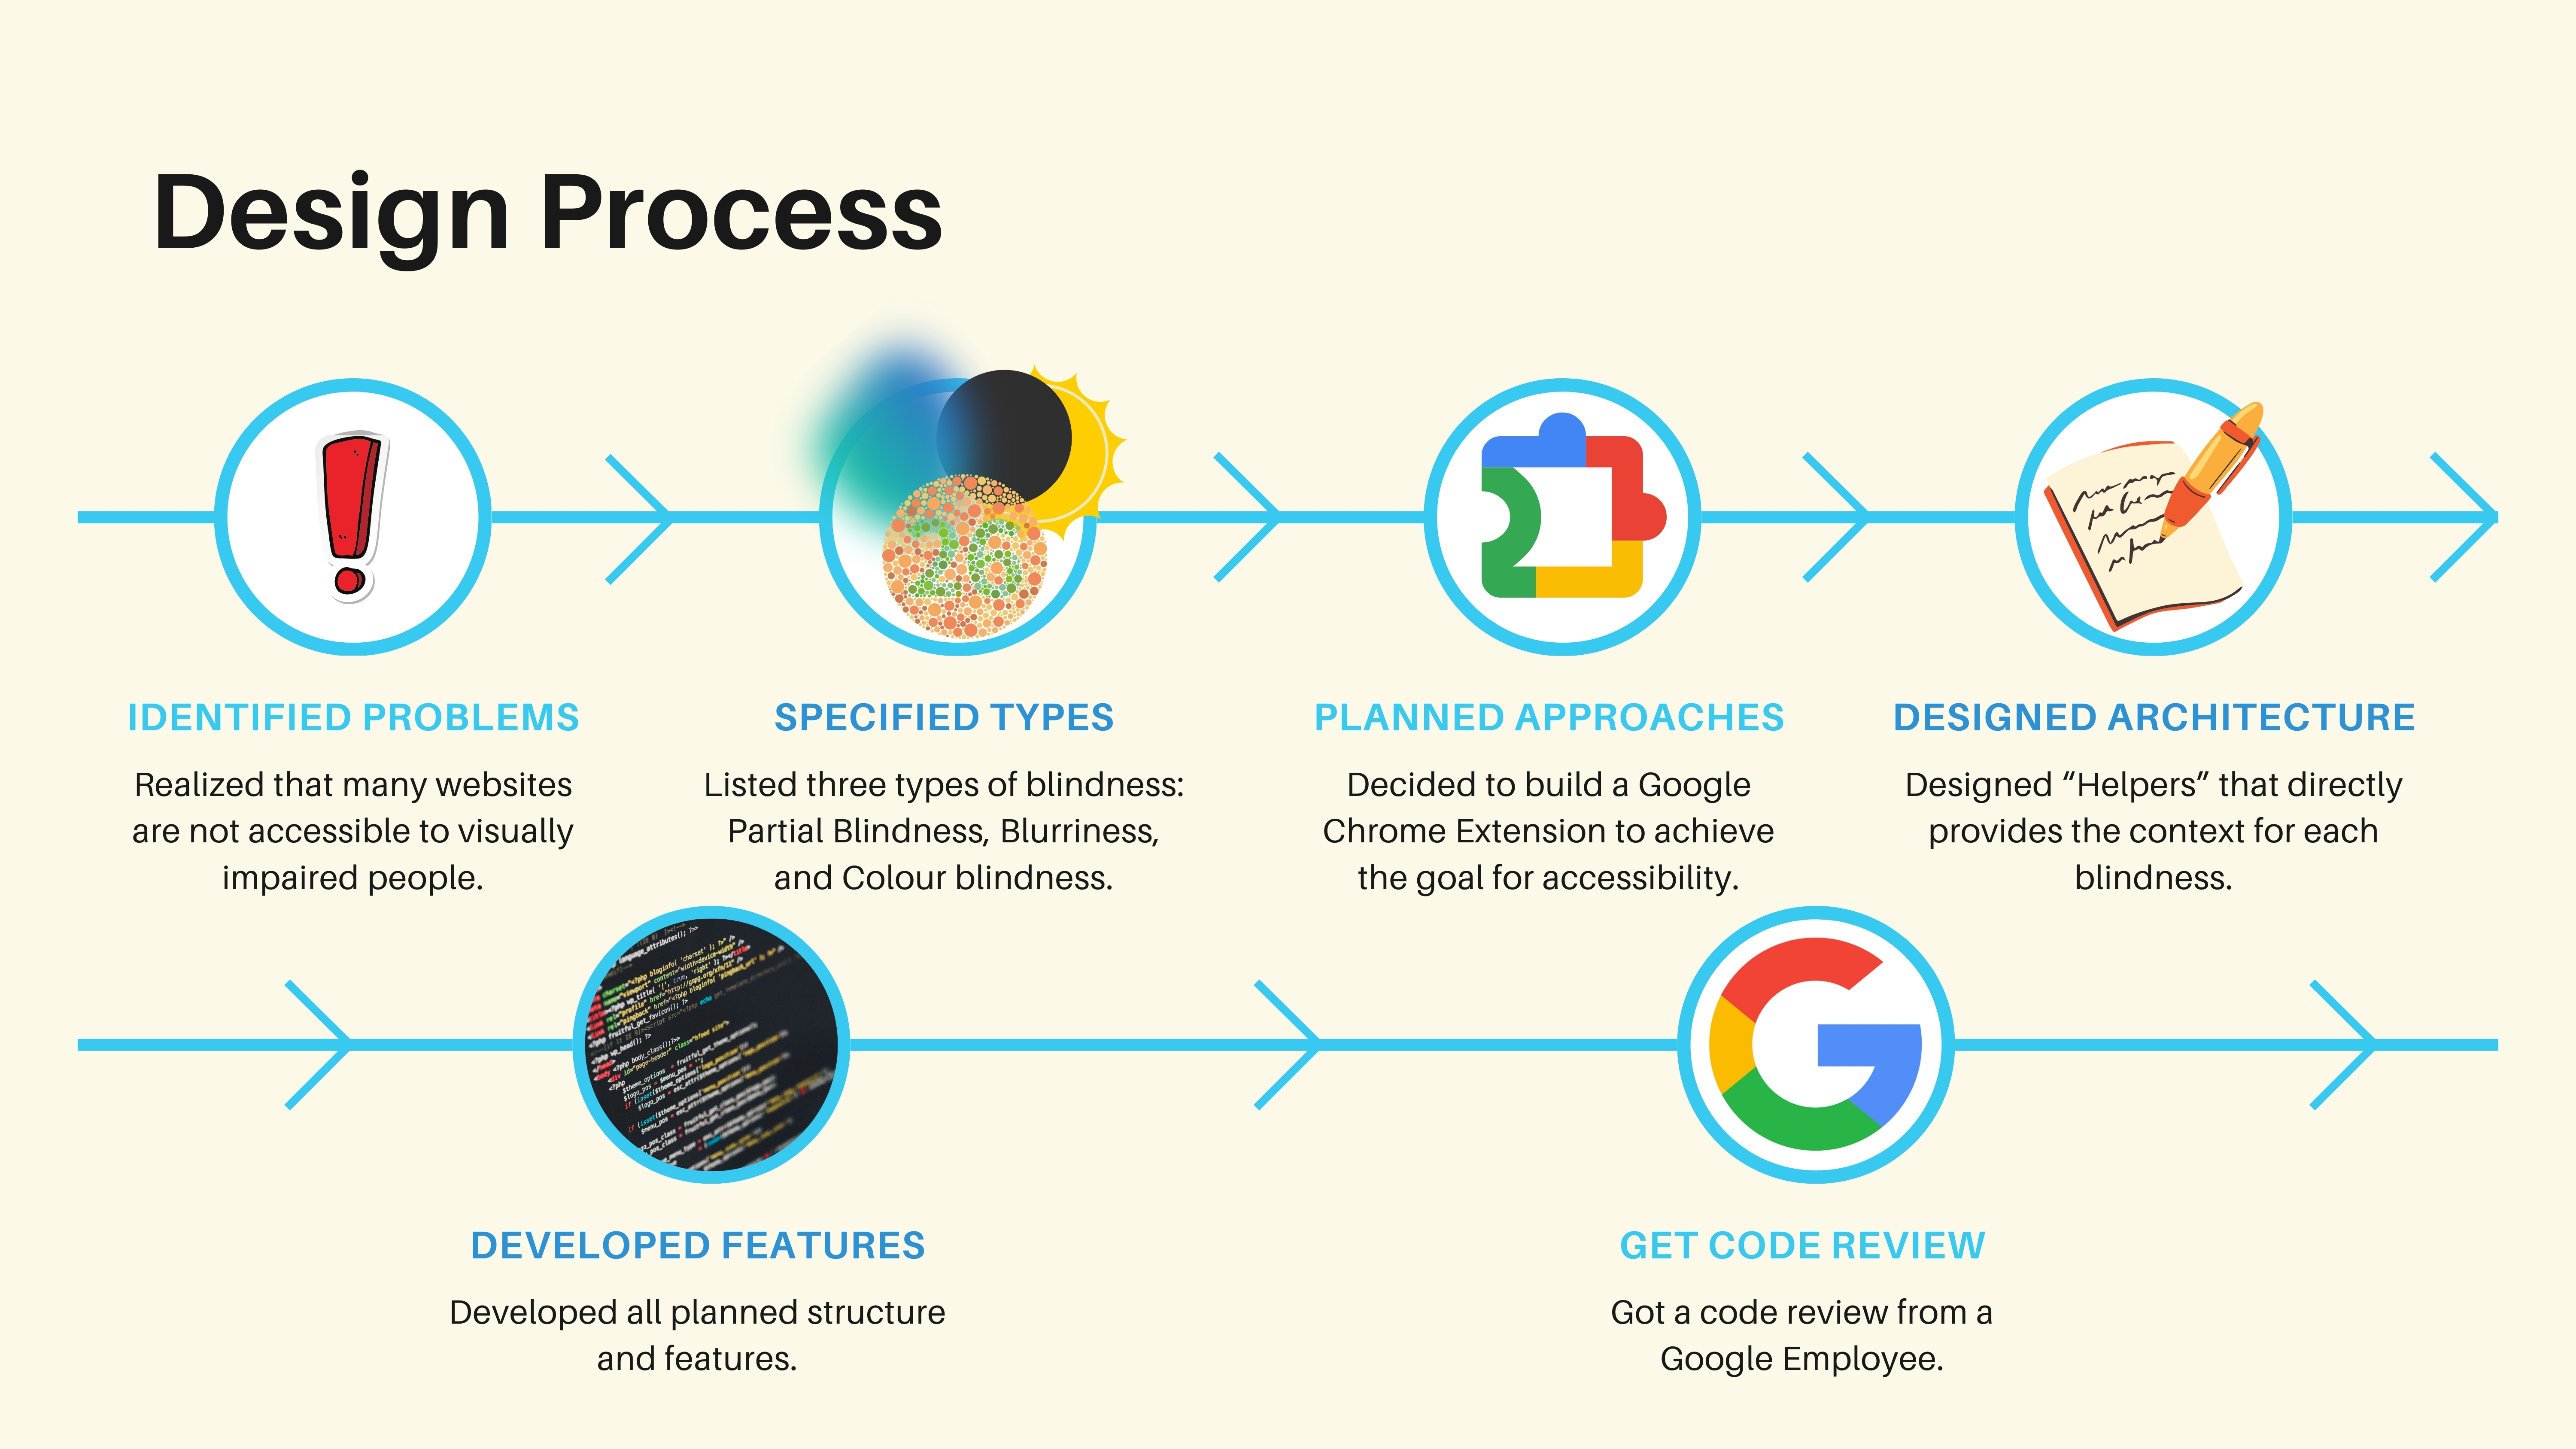 Design Process
26
IDENTIFIED PROBLEMS
Realized that many websites
are not accessible to visually
impaired people.
SPECIFIED TYPES
Listed three types of blindness:
Partial Blindness, Blurriness,
and Colour blindness.
PLANNED APPROACHES
Decided to build a Google
Chrome Extension to achieve
the goal for accessibility.
DESIGNED ARCHITECTURE
Designed “Helpers” that directly
provides the context for each
blindness.
DEVELOPED FEATURES
Developed all planned structure
and features.
GET CODE REVIEW
Got a code review from a
Google Employee.